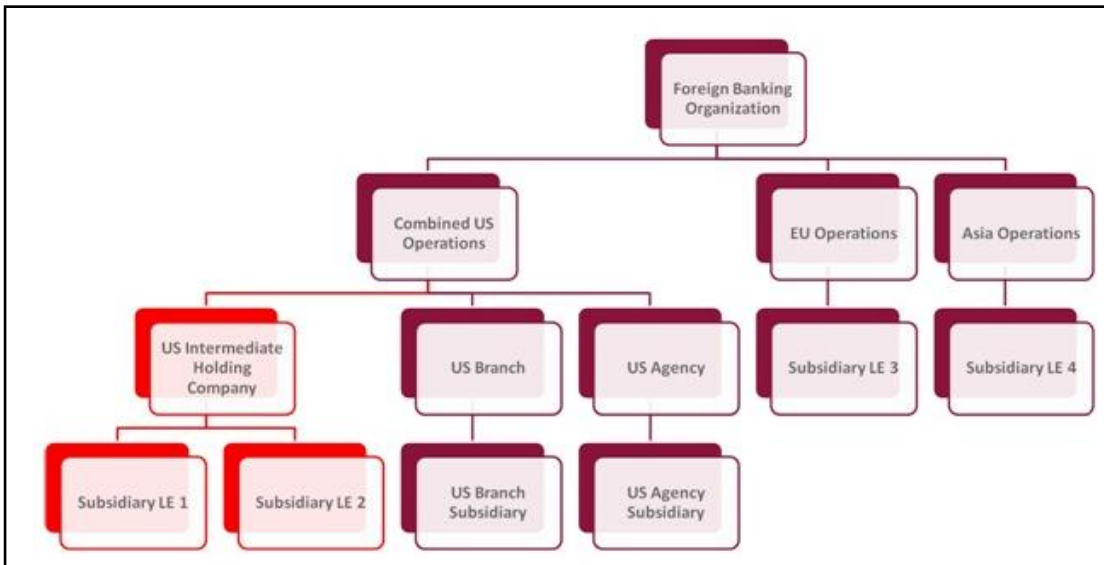 Foreign Banking
Organization
Combined US
Operations
EU Operations
Asia Operations
US Intermediate
Holding
Company
US Branch
US Agency
Subsidiary LE 3
Subsidiary LE 4
Subsidiary LE 1
Subsidiary LE 2
US Branch
Subsidiary
US Agency
Subsidiary